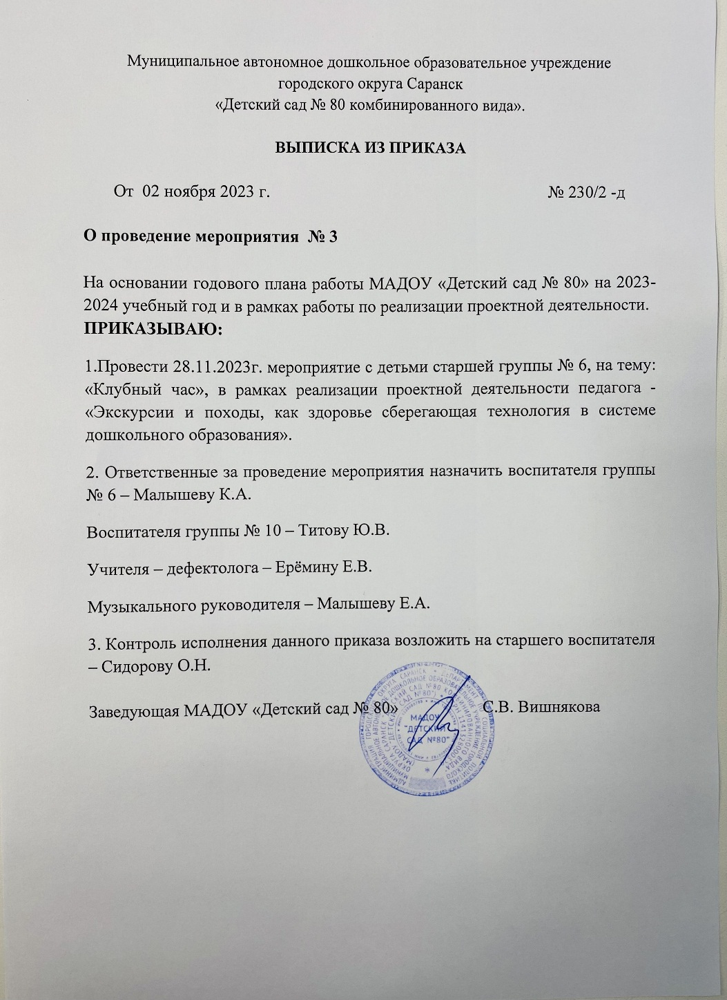 Муниципальное автономное дошкольное образовательное учреждение
городского округа Саранск
«Детский сад № 80 комбинированного вида».
ВЫПИСКА ИЗ ПРИКАЗА
От 02 ноября 2023 г. № 230/2 -д
О проведение мероприятия № 3
На основании годового плана работы МАДОУ «Детский сад № 80» на 2023-
2024 учебный год и в рамках работы по реализации проектной деятельности.
ПРИКАЗЫВАЮ:
1.Провести 28.11.2023г. мероприятие с детьми старшей группы № 6, на тему:
«Клубный час», в рамках реализации проектной деятельности педагога -
«Экскурсии и походы, как здоровье сберегающая технология в системе
дошкольного образования».
2. Ответственные за проведение мероприятия назначить воспитателя группы
№ 6 – Малышеву К.А.
Воспитателя группы № 10 – Титову Ю.В.
Учителя – дефектолога – Ерёмину Е.В.
Музыкального руководителя – Малышеву Е.А.
3. Контроль исполнения данного приказа возложить на старшего воспитателя
– Сидорову О.Н.
Заведующая МАДОУ «Детский сад № 80» С.В. Вишнякова
МАДОУ
"ДЕТСКИЙ
САД №80"